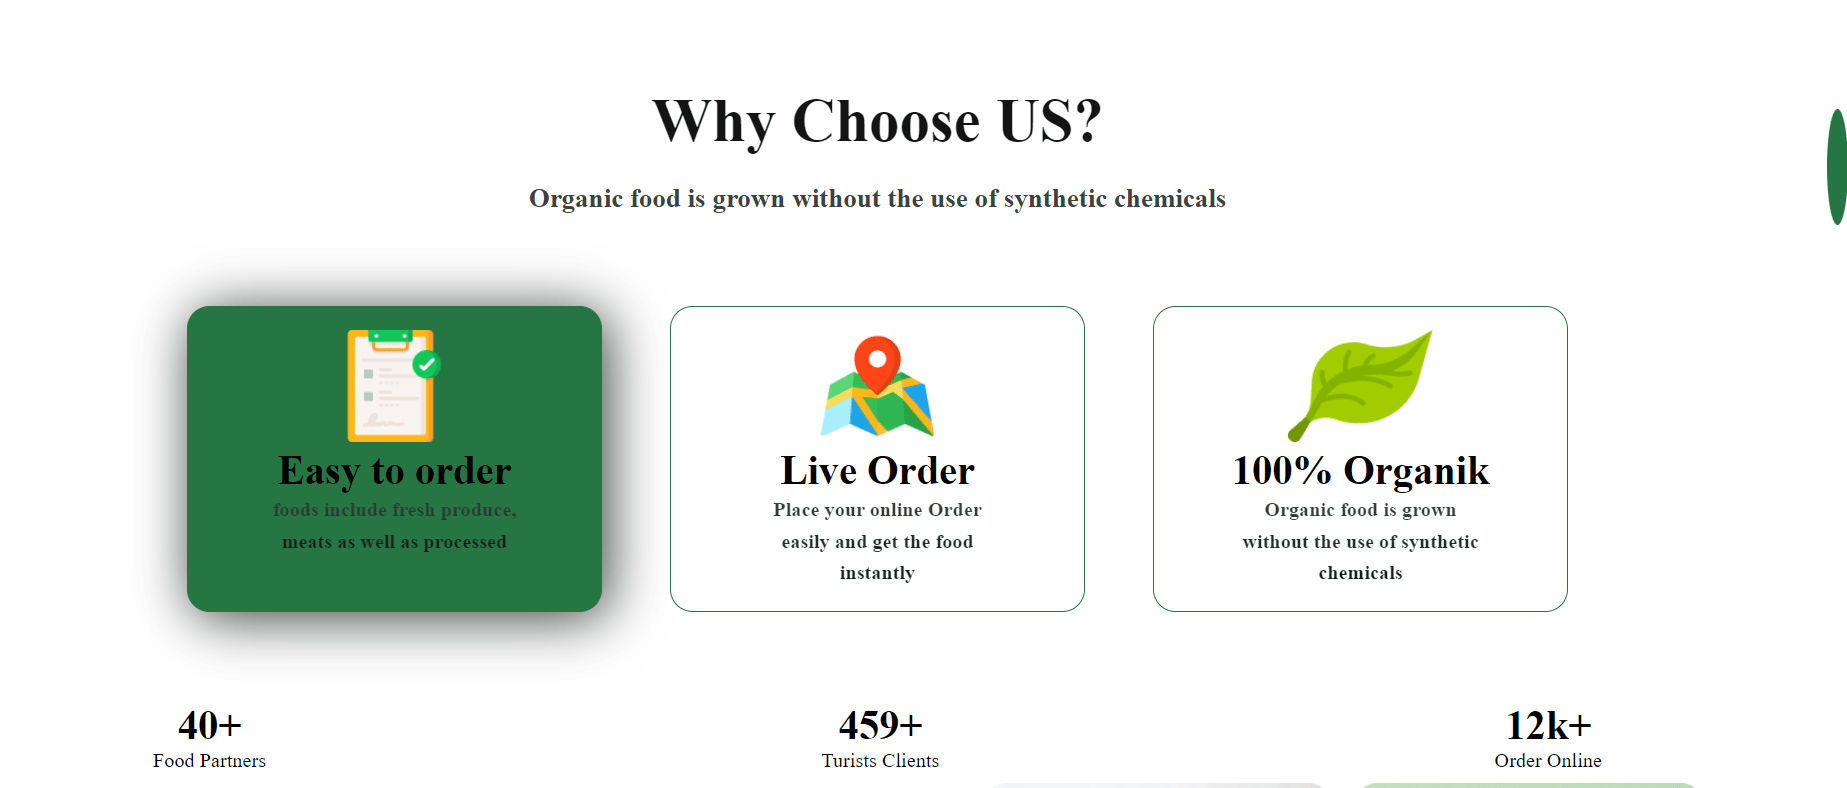 Why Choose US?
Organic food is grown without the use of synthetic chemicals
Easy to order
foods include fresh produce,
meats as well as processed
Live Order
Place your online Order
easily and get the food
instantly
100% Organik
Organic food is grown
without the use of synthetic
chemicals
40+
Food Partners
459+
Turists Clients
12k+
Order Online